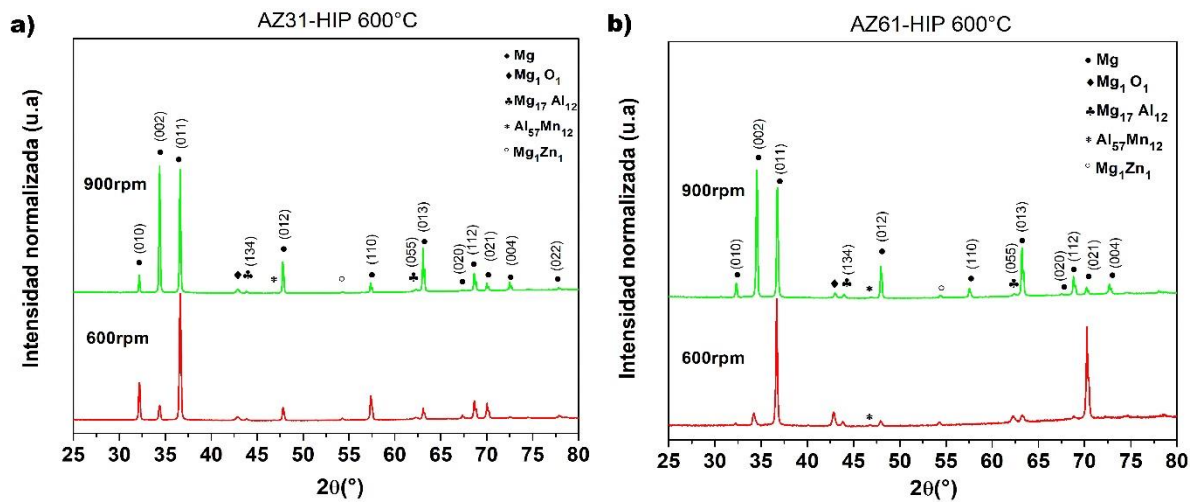 a)
AZ31-HIP 600°C
Intensidad normalizada (u.a)
• Mg
♦ Mg₁ O₁
♣ Mg₁₇ Al₁₂
* Al₅₇Mn₁₂
○ Mg₁Zn₁
900rpm
(010)
(002)
(011)
(134)
(012)
(110)
(055)
(013)
(020)
(112)
(021)
(004)
(022)
600rpm
25 30 35 40 45 50 55 60 65 70 75 80
2θ(°)
b)
AZ61-HIP 600°C
Intensidad normalizada (u.a)
• Mg
♦ Mg₁ O₁
♣ Mg₁₇ Al₁₂
* Al₅₇Mn₁₂
○ Mg₁Zn₁
900rpm
(010)
(002)
(011)
(134)
(012)
(110)
(055)
(013)
(020)
(112)
(021)
(004)
600rpm
25 30 35 40 45 50 55 60 65 70 75 80
2θ(°)